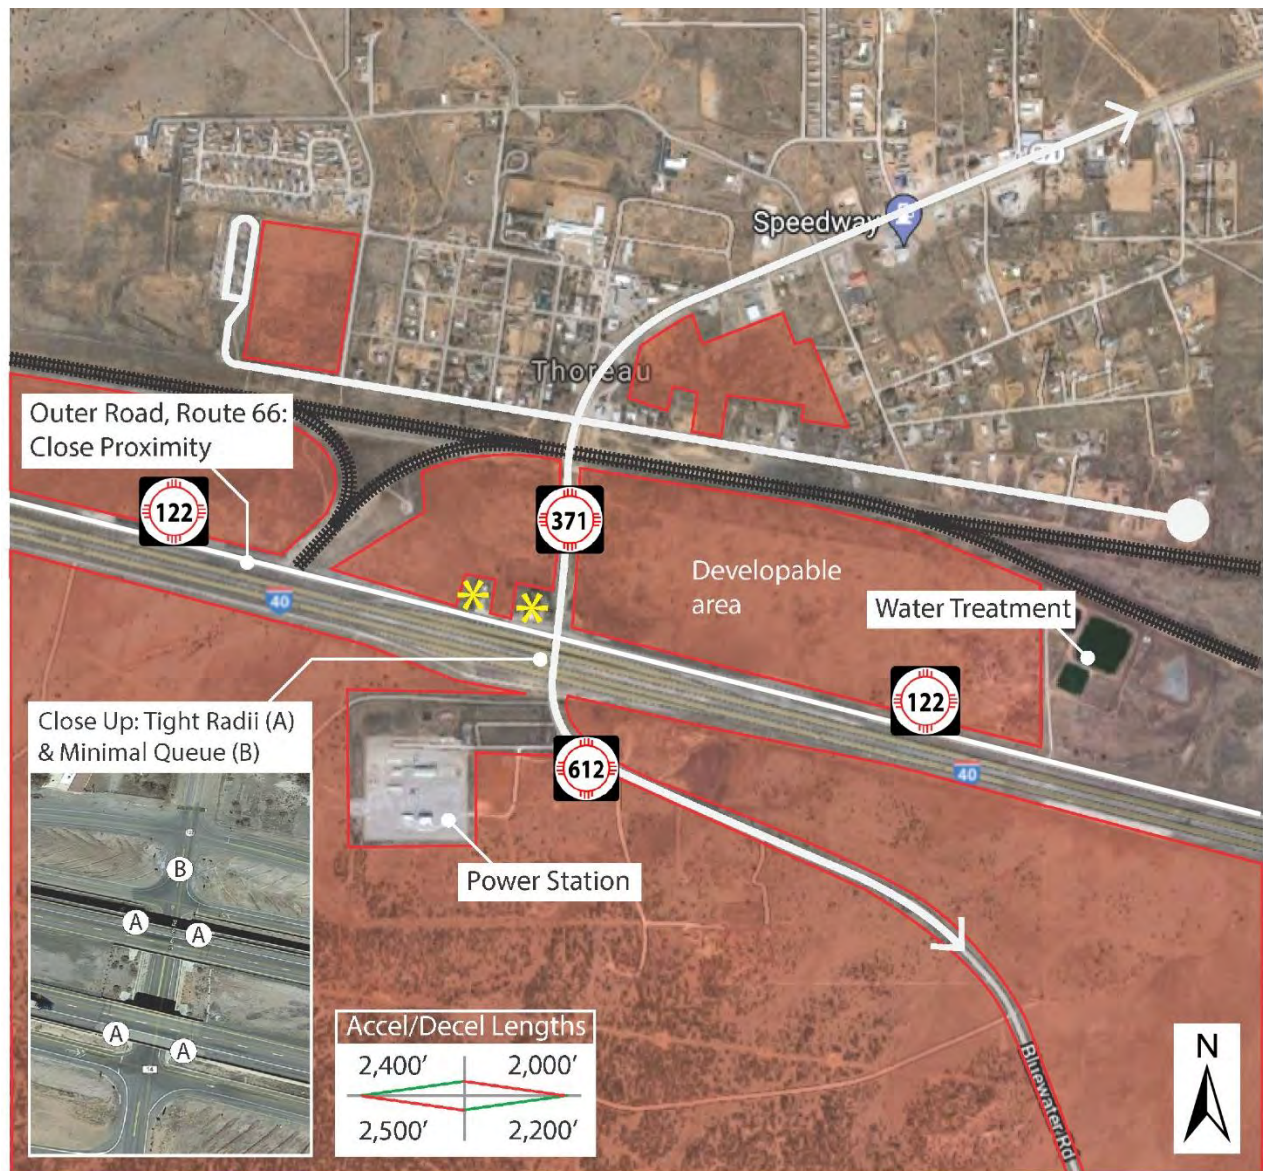 Speedway
Thoreau
Outer Road, Route 66:
Close Proximity
122
371
Developable
area
40
Water Treatment
122
Close Up: Tight Radii (A)
& Minimal Queue (B)
612
40
B
A
A
A
A
Power Station
Accel/Decel Lengths
2,400' 2,000'
2,500' 2,200'
Bluewater Rd
N